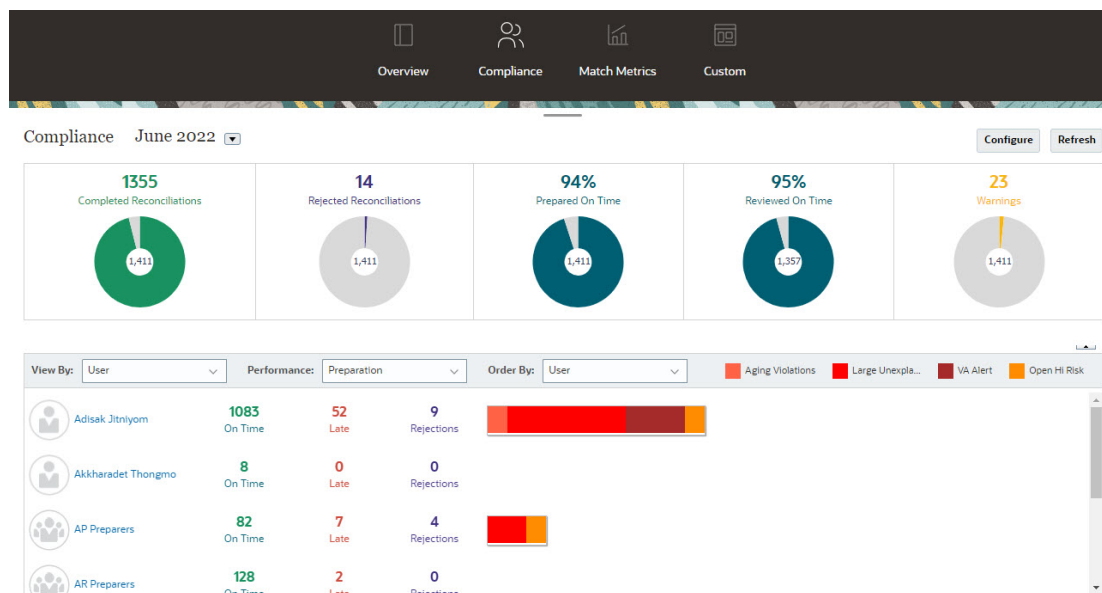 Overview Compliance Match Metrics Custom
Compliance June 2022 Configure Refresh
1355 14 94% 95% 23
Completed Reconciliations Rejected Reconciliations Prepared On Time Reviewed On Time Warnings
1,411 1,411 1,411 1,357 1,411
View By: User Performance: Preparation Order By: User Aging Violations Large Unexpla... VA Alert Open Hi Risk
Adisak Jitniyom 1083 52 9
On Time Late Rejections
Akkharadet Thongmo 8 0 0
On Time Late Rejections
AP Preparers 82 7 4
On Time Late Rejections
AR Preparers 128 2 0
On Time Late Rejections